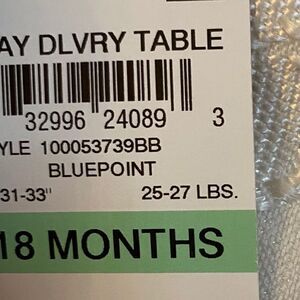 AY DLVRY TABLE
32996 24089 3
YLE 100053739BB
BLUEPOINT
31-33" 25-27 LBS.
18 MONTHS